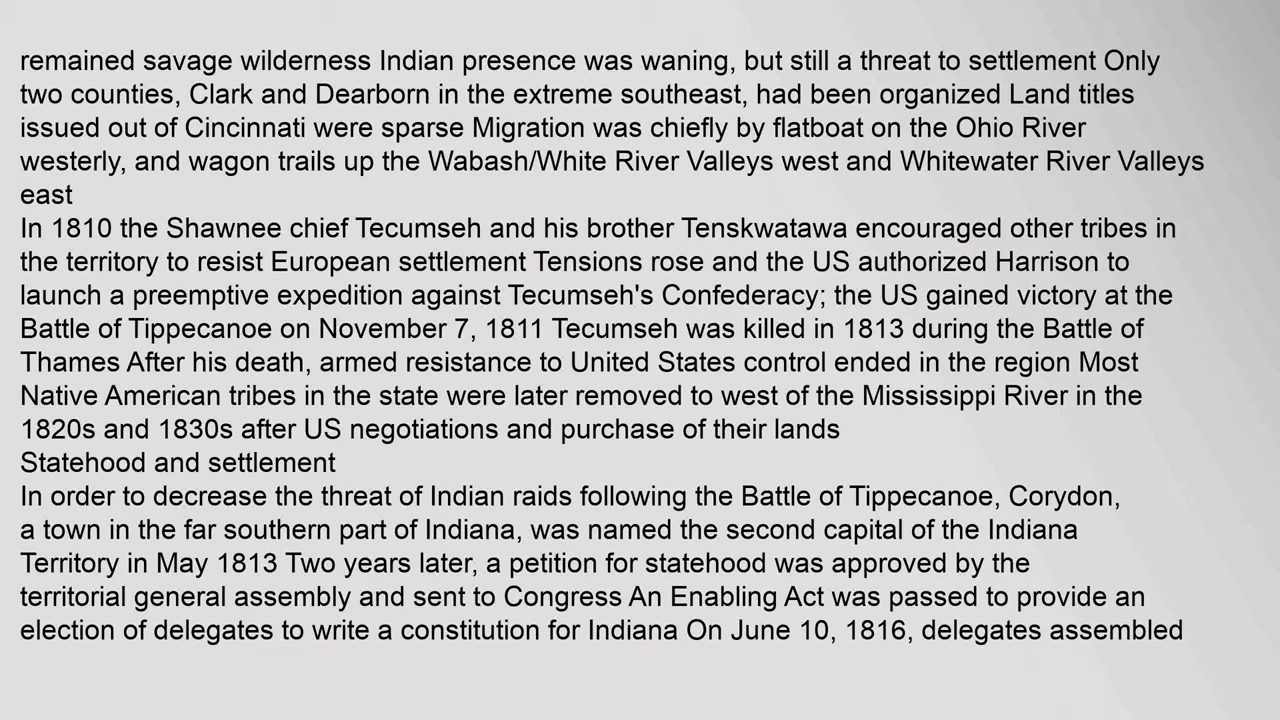 remained savage wilderness Indian presence was waning, but still a threat to settlement Only
two counties, Clark and Dearborn in the extreme southeast, had been organized Land titles
issued out of Cincinnati were sparse Migration was chiefly by flatboat on the Ohio River
westerly, and wagon trails up the Wabash/White River Valleys west and Whitewater River Valleys
east
In 1810 the Shawnee chief Tecumseh and his brother Tenskwatawa encouraged other tribes in
the territory to resist European settlement Tensions rose and the US authorized Harrison to
launch a preemptive expedition against Tecumseh's Confederacy; the US gained victory at the
Battle of Tippecanoe on November 7, 1811 Tecumseh was killed in 1813 during the Battle of
Thames After his death, armed resistance to United States control ended in the region Most
Native American tribes in the state were later removed to west of the Mississippi River in the
1820s and 1830s after US negotiations and purchase of their lands
Statehood and settlement
In order to decrease the threat of Indian raids following the Battle of Tippecanoe, Corydon,
a town in the far southern part of Indiana, was named the second capital of the Indiana
Territory in May 1813 Two years later, a petition for statehood was approved by the
territorial general assembly and sent to Congress An Enabling Act was passed to provide an
election of delegates to write a constitution for Indiana On June 10, 1816, delegates assembled